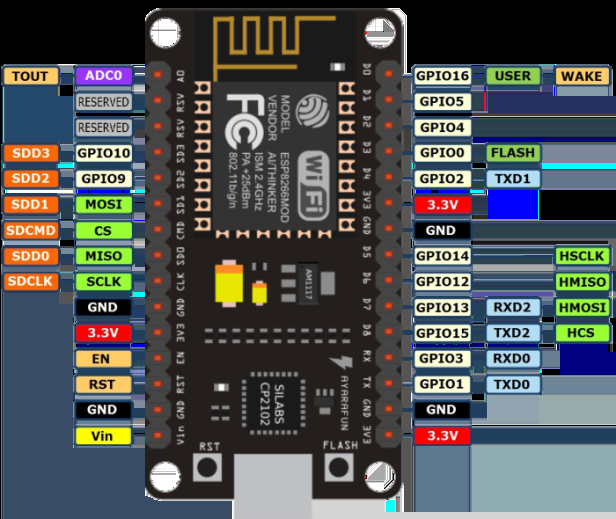 TOUT ADC0
RESERVED
RESERVED
SDD3 GPIO10
SDD2 GPIO9
SDD1 MOSI
SDCMD CS
SDD0 MISO
SDCLK SCLK
GND
3.3V
EN
RST
GND
Vin
A0
RSV
RSV
SD3
SD2
SD1
CMD
SD0
CLK
GND
3V3
EN
RST
GND
Vin
MODEL ESP8266MOD
VENDOR AI/THINKER
ISM 2.4GHz
PA +25dBm
802.11b/g/n
FC
Wi Fi
AM1117
SILABS
CP2102
AYARAFUN
RST
FLASH
D0
D1
D2
D3
D4
3V3
GND
D5
D6
D7
D8
RX
TX
GND
3V3
GPIO16 USER WAKE
GPIO5
GPIO4
GPIO0 FLASH
GPIO2 TXD1
3.3V
GND
GPIO14 HSCLK
GPIO12 HMISO
GPIO13 RXD2 HMOSI
GPIO15 TXD2 HCS
GPIO3 RXD0
GPIO1 TXD0
GND
3.3V